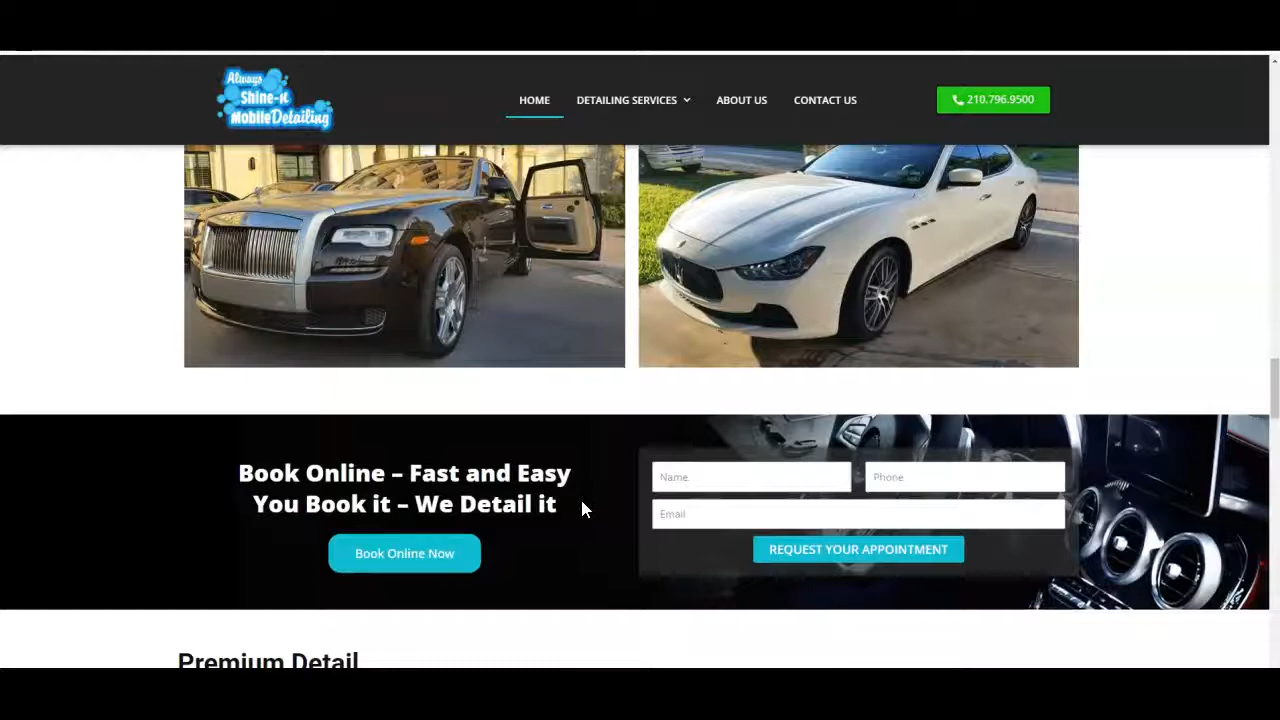 Always
Shine-it
Mobile Detailing
HOME
DETAILING SERVICES
ABOUT US
CONTACT US
210.796.9500
Book Online – Fast and Easy
You Book it – We Detail it
Book Online Now
Name
Phone
Email
REQUEST YOUR APPOINTMENT
Premium Detail